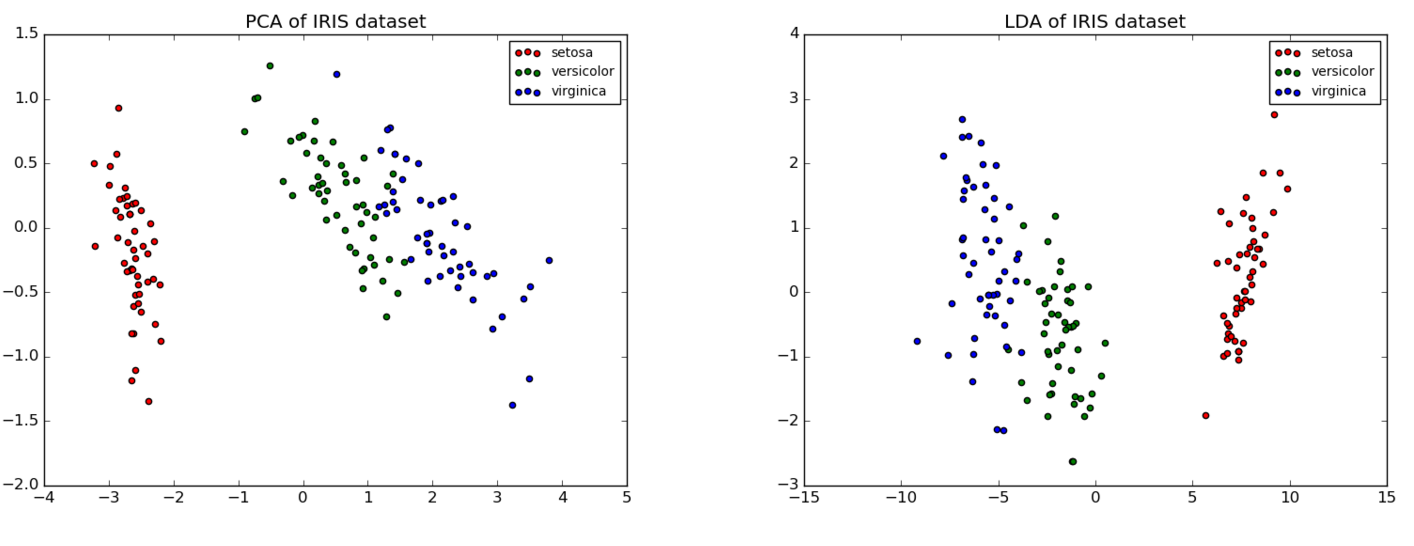 PCA of IRIS dataset
1.5
1.0
0.5
0.0
−0.5
−1.0
−1.5
−2.0
−4 −3 −2 −1 0 1 2 3 4 5
setosa
versicolor
virginica
LDA of IRIS dataset
4
3
2
1
0
−1
−2
−3
−15 −10 −5 0 5 10 15
setosa
versicolor
virginica